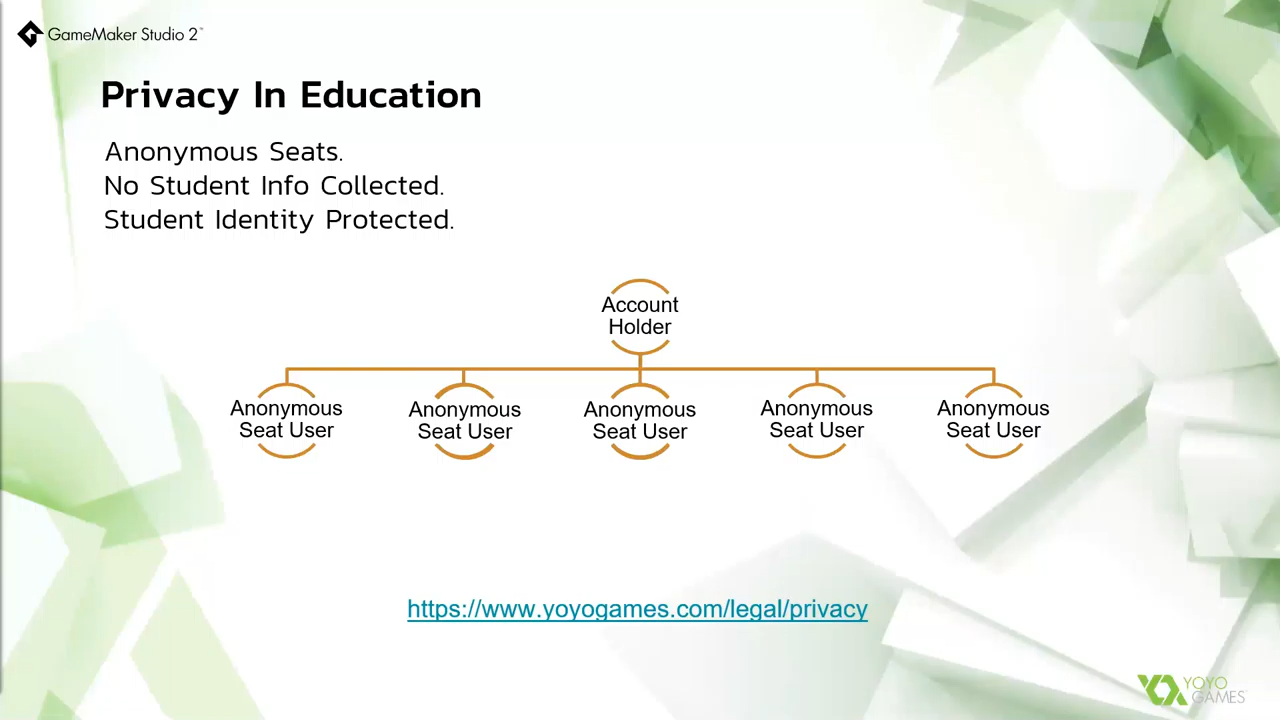 GameMaker Studio 2™
Privacy In Education
Anonymous Seats.
No Student Info Collected.
Student Identity Protected.
Account
Holder
Anonymous
Seat User
Anonymous
Seat User
Anonymous
Seat User
Anonymous
Seat User
Anonymous
Seat User
https://www.yoyogames.com/legal/privacy
YOYO
GAMES